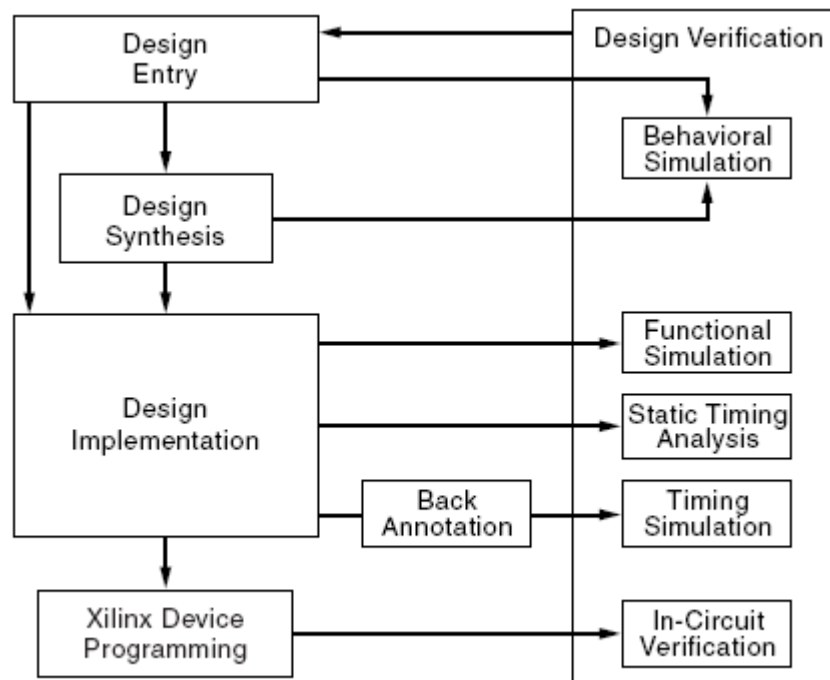 Design
Entry
Design Verification
Behavioral
Simulation
Design
Synthesis
Functional
Simulation
Design
Implementation
Static Timing
Analysis
Back
Annotation
Timing
Simulation
Xilinx Device
Programming
In-Circuit
Verification